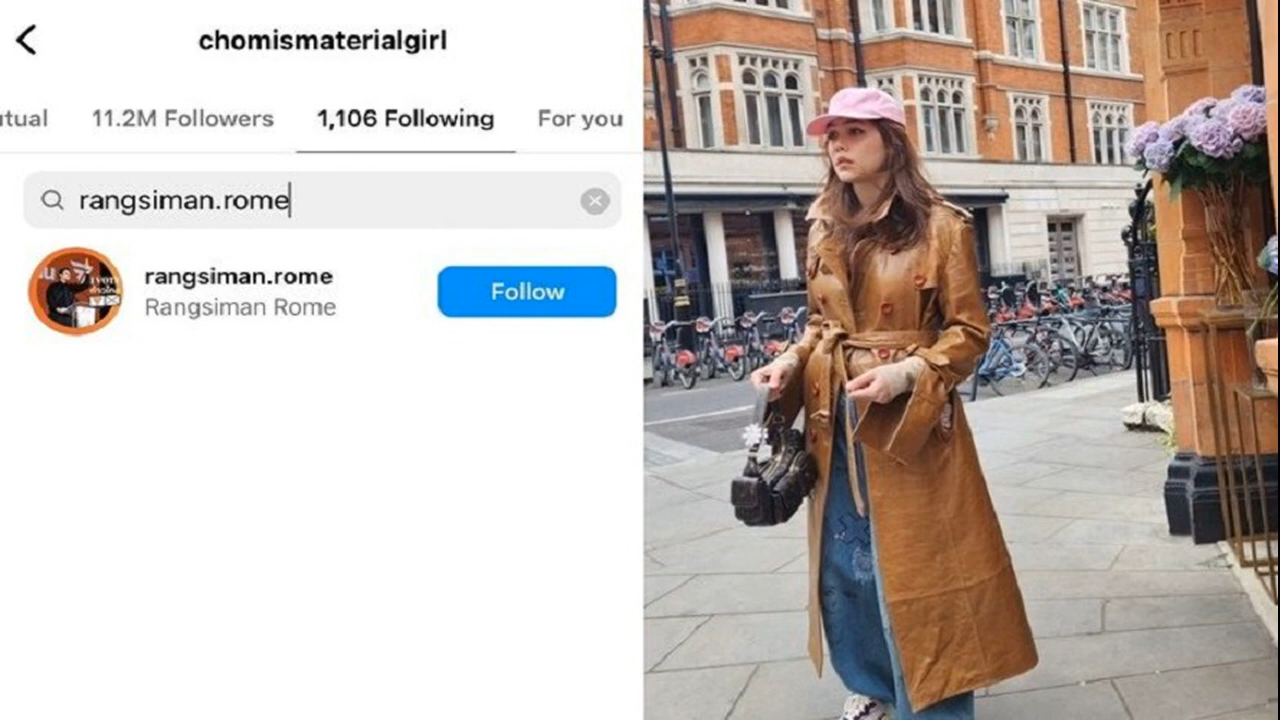 chomismaterialgirl
utual 11.2M Followers 1,106 Following For you
rangsiman.rome
rangsiman.rome
Rangsiman Rome
Follow